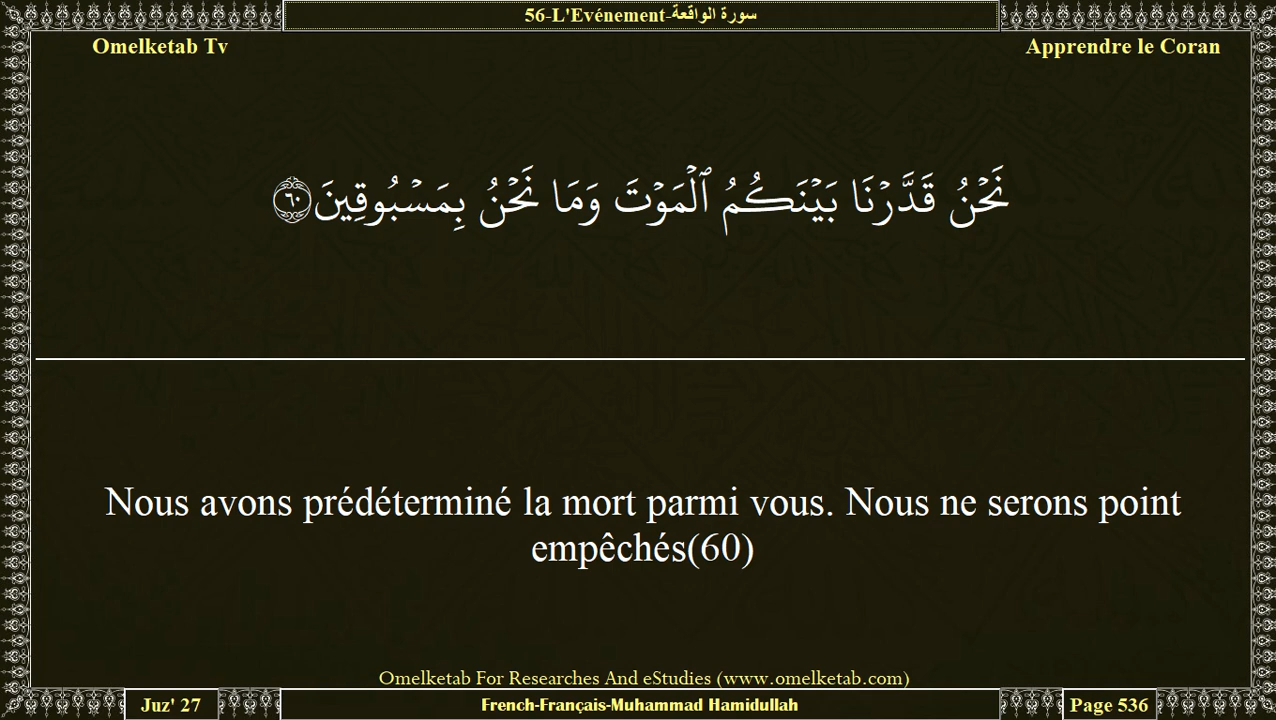 56-L'Evénement-سورة الواقعة
Omelketab Tv
Apprendre le Coran
نَحۡنُ قَدَّرۡنَا بَيۡنَكُمُ ٱلۡمَوۡتَ وَمَا نَحۡنُ بِمَسۡبُوقِينَ ٦٠
Nous avons prédéterminé la mort parmi vous. Nous ne serons point
empêchés(60)
Omelketab For Researches And eStudies (www.omelketab.com)
Juz' 27
French-Français-Muhammad Hamidullah
Page 536